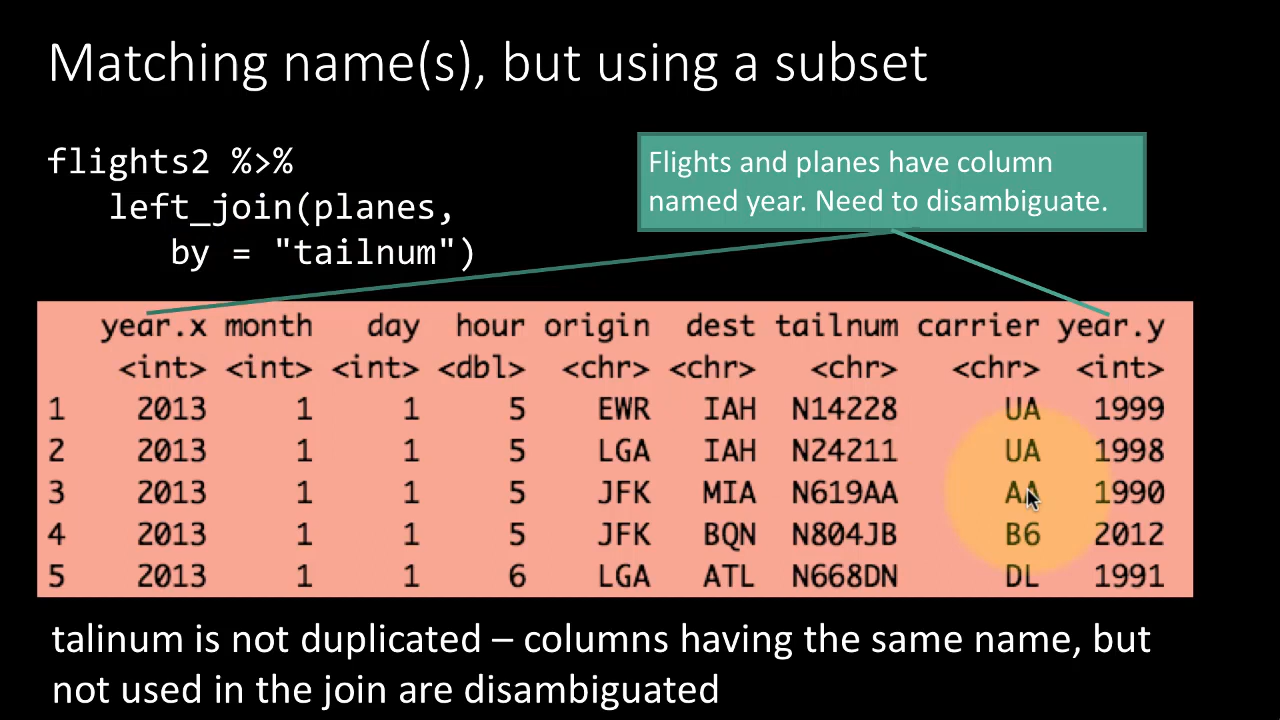 Matching name(s), but using a subset
flights2 %>%
left_join(planes,
by = "tailnum")
Flights and planes have column
named year. Need to disambiguate.
year.x month day hour origin dest tailnum carrier year.y
<int> <int> <int> <dbl> <chr> <chr> <chr> <chr> <int>
1 2013 1 1 5 EWR IAH N14228 UA 1999
2 2013 1 1 5 LGA IAH N24211 UA 1998
3 2013 1 1 5 JFK MIA N619AA AA 1990
4 2013 1 1 5 JFK BQN N804JB B6 2012
5 2013 1 1 6 LGA ATL N668DN DL 1991
talinum is not duplicated – columns having the same name, but
not used in the join are disambiguated